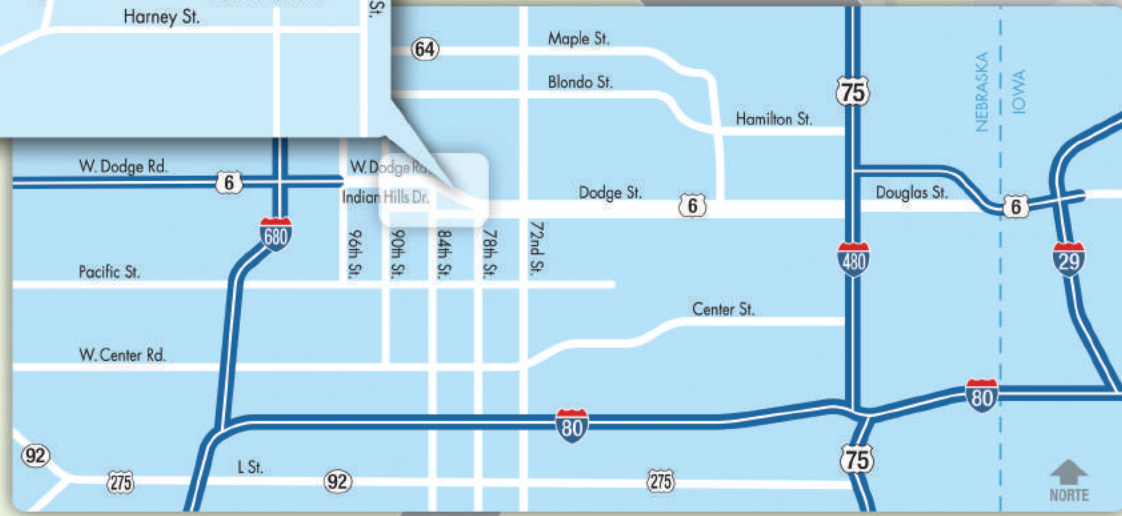 Harney St.
St.
64
Maple St.
Blondo St.
75
Hamilton St.
NEBRASKA
IOWA
W. Dodge Rd.
6
W. Dodge Rd.
Indian Hills Dr.
Dodge St.
6
Douglas St.
6
680
96th St.
90th St.
84th St.
78th St.
72nd St.
480
29
Pacific St.
Center St.
W. Center Rd.
80
80
92
275
L St.
92
275
75
NORTE